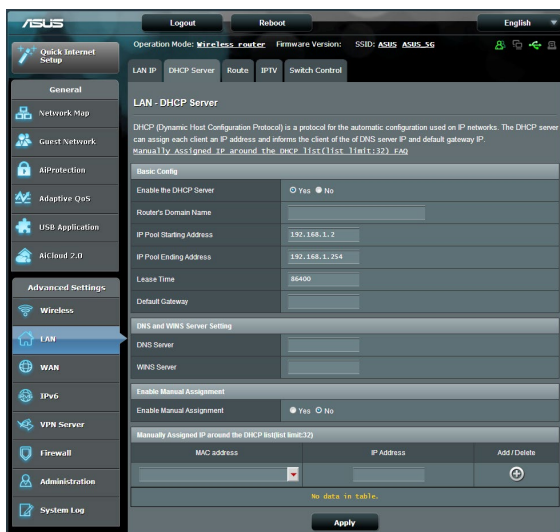 ASUS
Logout
Reboot
English
Quick Internet Setup
Operation Mode: Wireless router Firmware Version: SSID: ASUS ASUS_5G
LAN IP DHCP Server Route IPTV Switch Control
General
Network Map
Guest Network
AiProtection
Adaptive QoS
USB Application
AiCloud 2.0
Advanced Settings
Wireless
LAN
WAN
IPv6
VPN Server
Firewall
Administration
System Log
LAN - DHCP Server
DHCP (Dynamic Host Configuration Protocol) is a protocol for the automatic configuration used on IP networks. The DHCP server
can assign each client an IP address and informs the client of the of DNS server IP and default gateway IP.
Manually Assigned IP around the DHCP list(list limit:32) FAQ
Basic Config
Enable the DHCP Server Yes No
Router's Domain Name
IP Pool Starting Address 192.168.1.2
IP Pool Ending Address 192.168.1.254
Lease Time 86400
Default Gateway
DNS and WINS Server Setting
DNS Server
WINS Server
Enable Manual Assignment
Enable Manual Assignment Yes No
Manually Assigned IP around the DHCP list(list limit:32)
MAC address IP Address Add / Delete
No data in table.
Apply